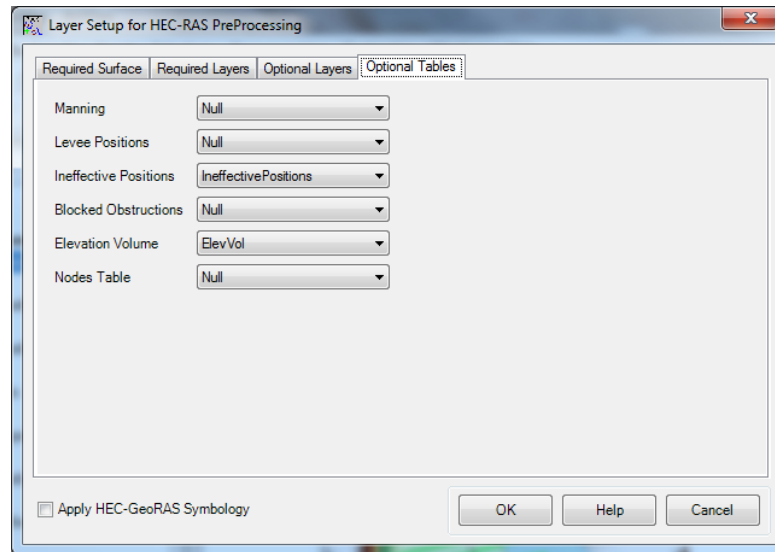 Layer Setup for HEC-RAS PreProcessing
Required Surface Required Layers Optional Layers Optional Tables
Manning Null
Levee Positions Null
Ineffective Positions IneffectivePositions
Blocked Obstructions Null
Elevation Volume ElevVol
Nodes Table Null
Apply HEC-GeoRAS Symbology OK Help Cancel